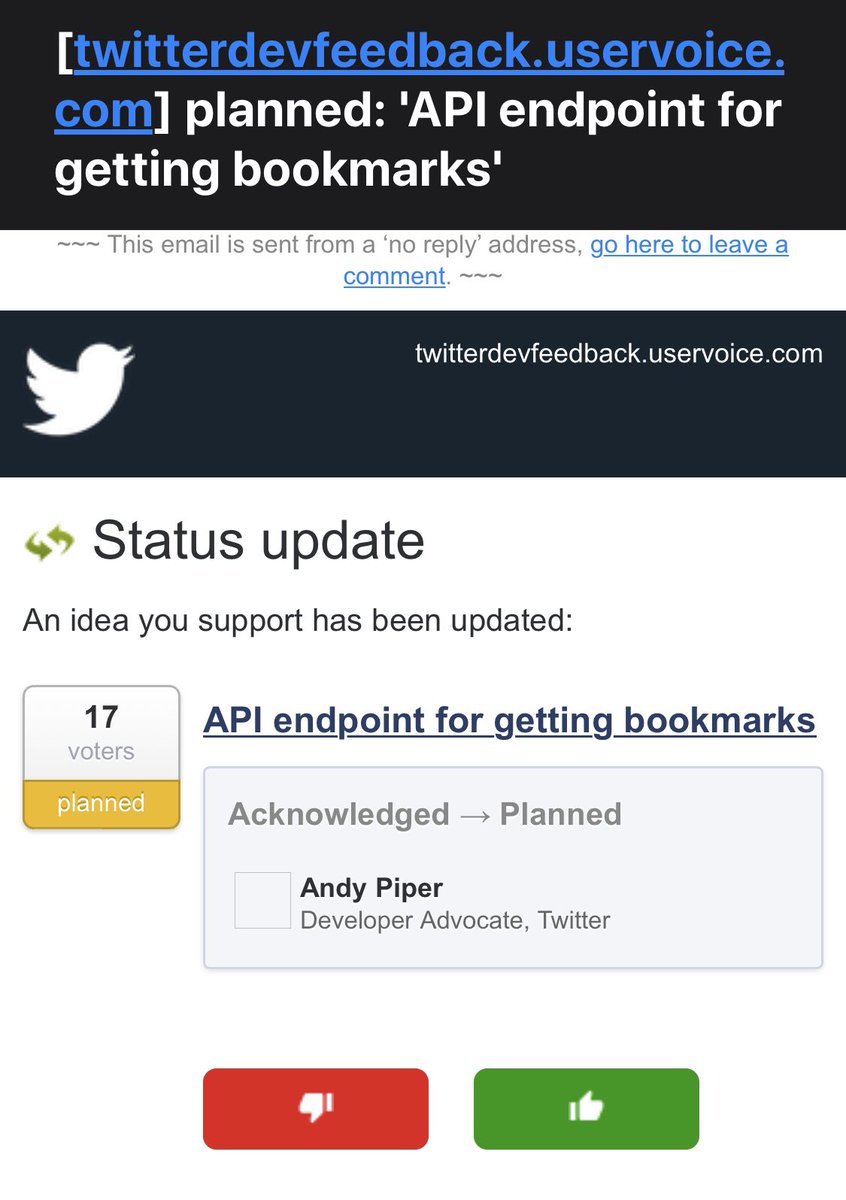 [twitterdevfeedback.uservoice.
com] planned: 'API endpoint for
getting bookmarks'
~~~ This email is sent from a ‘no reply’ address, go here to leave a
comment. ~~~
twitterdevfeedback.uservoice.com
Status update
An idea you support has been updated:
17
voters
planned
API endpoint for getting bookmarks
Acknowledged → Planned
Andy Piper
Developer Advocate, Twitter